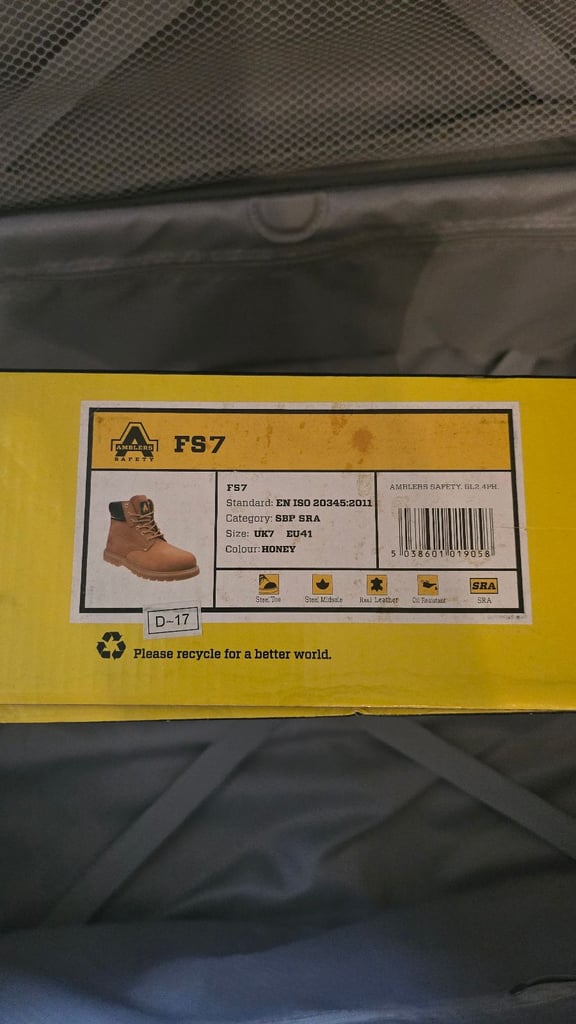 AMBLERS
SAFETY
FS7
FS7
Standard: EN ISO 20345:2011
Category: SBP SRA
Size: UK7 EU41
Colour: HONEY
AMBLERS SAFETY. GL2 4PH.
5 038601 019058
Steel Toe
Steel Midsole
Real Leather
Oil Resistant
SRA
SRA
D-17
Please recycle for a better world.